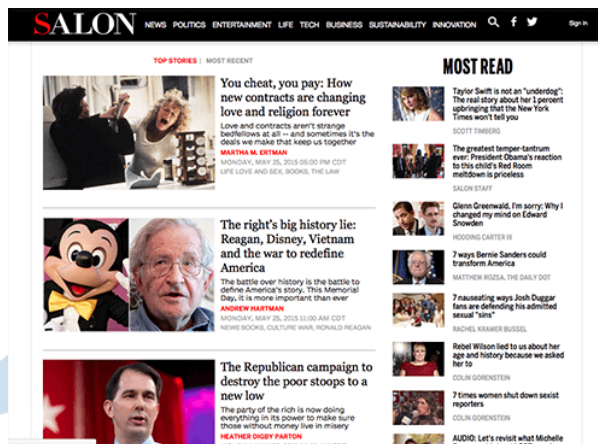 SALON
NEWS POLITICS ENTERTAINMENT LIFE TECH BUSINESS SUSTAINABILITY INNOVATION
Sign in
TOP STORIES | MOST RECENT
You cheat, you pay: How
new contracts are changing
love and religion forever
Love and contracts aren't strange
bedfellows at all -- and sometimes it's the
deals we make that keep us together
MARTHA M. ERTMAN
MONDAY, MAY 25, 2015 05:00 PM CDT
LIFE LOVE AND SEX, BOOKS, THE LAW
The right's big history lie:
Reagan, Disney, Vietnam
and the war to redefine
America
The battle over history is the battle to
define America's story. This Memorial
Day, it is more important than ever
ANDREW HARTMAN
MONDAY, MAY 25, 2015 11:00 AM CDT
NEWS BOOKS, CULTURE WAR, RONALD REAGAN
The Republican campaign to
destroy the poor stoops to a
new low
The party of the rich is now doing
everything in its power to make sure
those without money live in misery
HEATHER DIGBY PARTON
MOST READ
Taylor Swift is not an "underdog":
The real story about her 1 percent
upbringing that the New York
Times won't tell you
SCOTT TIMBERG
The greatest temper-tantrum
ever: President Obama's reaction
to this child's Red Room
meltdown is priceless
SALON STAFF
Glenn Greenwald, I'm sorry: Why I
changed my mind on Edward
Snowden
HODDING CARTER III
7 ways Bernie Sanders could
transform America
MATTHEW ROZSA, THE DAILY DOT
7 nauseating ways Josh Duggar
fans are defending his admitted
sexual "sins"
RACHEL KRAMER BUSSEL
Rebel Wilson lied to us about her
age and history because we asked
her to
COLIN GORENSTEIN
7 times women shut down sexist
reporters
COLIN GORENSTEIN
AUDIO: Let's revisit what Michelle